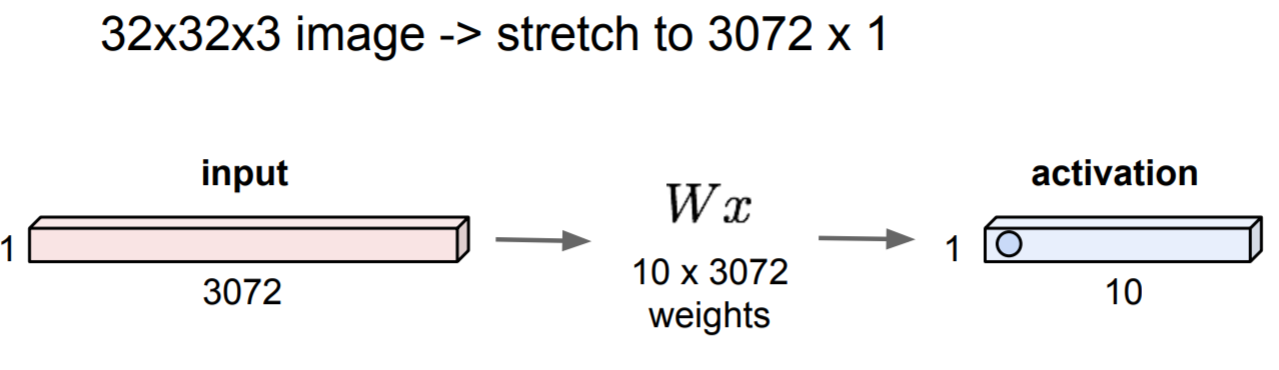 32x32x3 image -> stretch to 3072 x 1
input
activation
1
3072
Wx
10 x 3072
weights
1
10